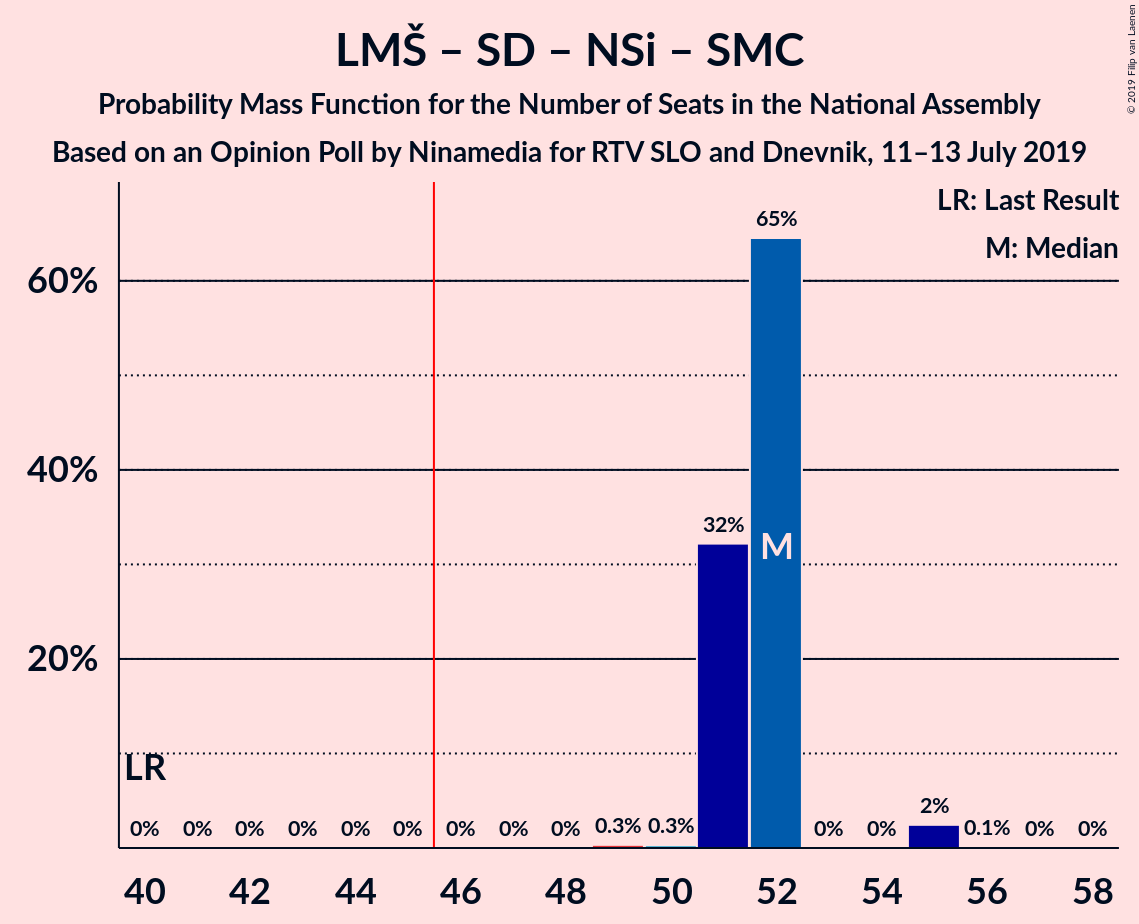 LMŠ – SD – NSi – SMC
Probability Mass Function for the Number of Seats in the National Assembly
Based on an Opinion Poll by Ninamedia for RTV SLO and Dnevnik, 11–13 July 2019
© 2019 Filip van Laenen
LR: Last Result
M: Median
65%
60%
40%
32%
M
20%
LR
2%
0% 0% 0% 0% 0% 0% 0% 0% 0% 0.3% 0.3% 0% 0% 0.1% 0% 0%
40 42 44 46 48 50 52 54 56 58